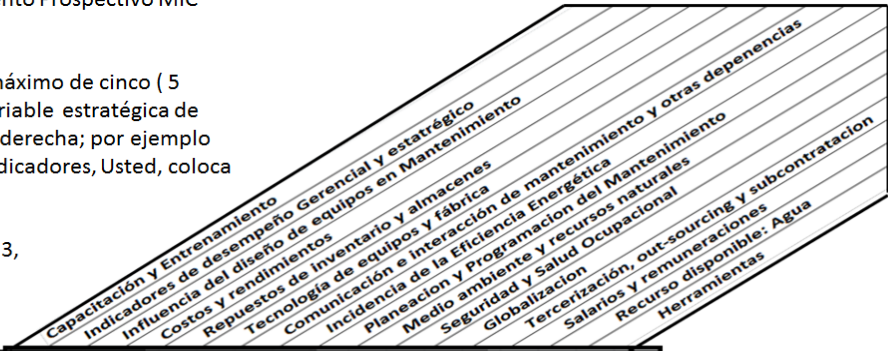 ento Prospectivo MIC
náximo de cinco ( 5
riable estratégica de
derecha; por ejemplo
dicadores, Usted, coloca
3,
Capacitación y Entrenamiento
Indicadores de desempeño Gerencial y estatrégico
Influencia del diseño de equipos en Mantenimiento
Costos y rendimientos
Repuestos de inventario y almacenes
Tecnología de equipos y fábrica
Comunicación e interacción de mantenimiento y otras depenencias
Incidencia de la Eficiencia Energética
Planeacion y Programacion del Mantenimiento
Medio ambiente y recursos naturales
Seguridad y Salud Ocupacional
Globalizacion
Tercerización, out-sourcing y subcontratacion
Salarios y remuneraciones
Recurso disponible: Agua
Herramientas